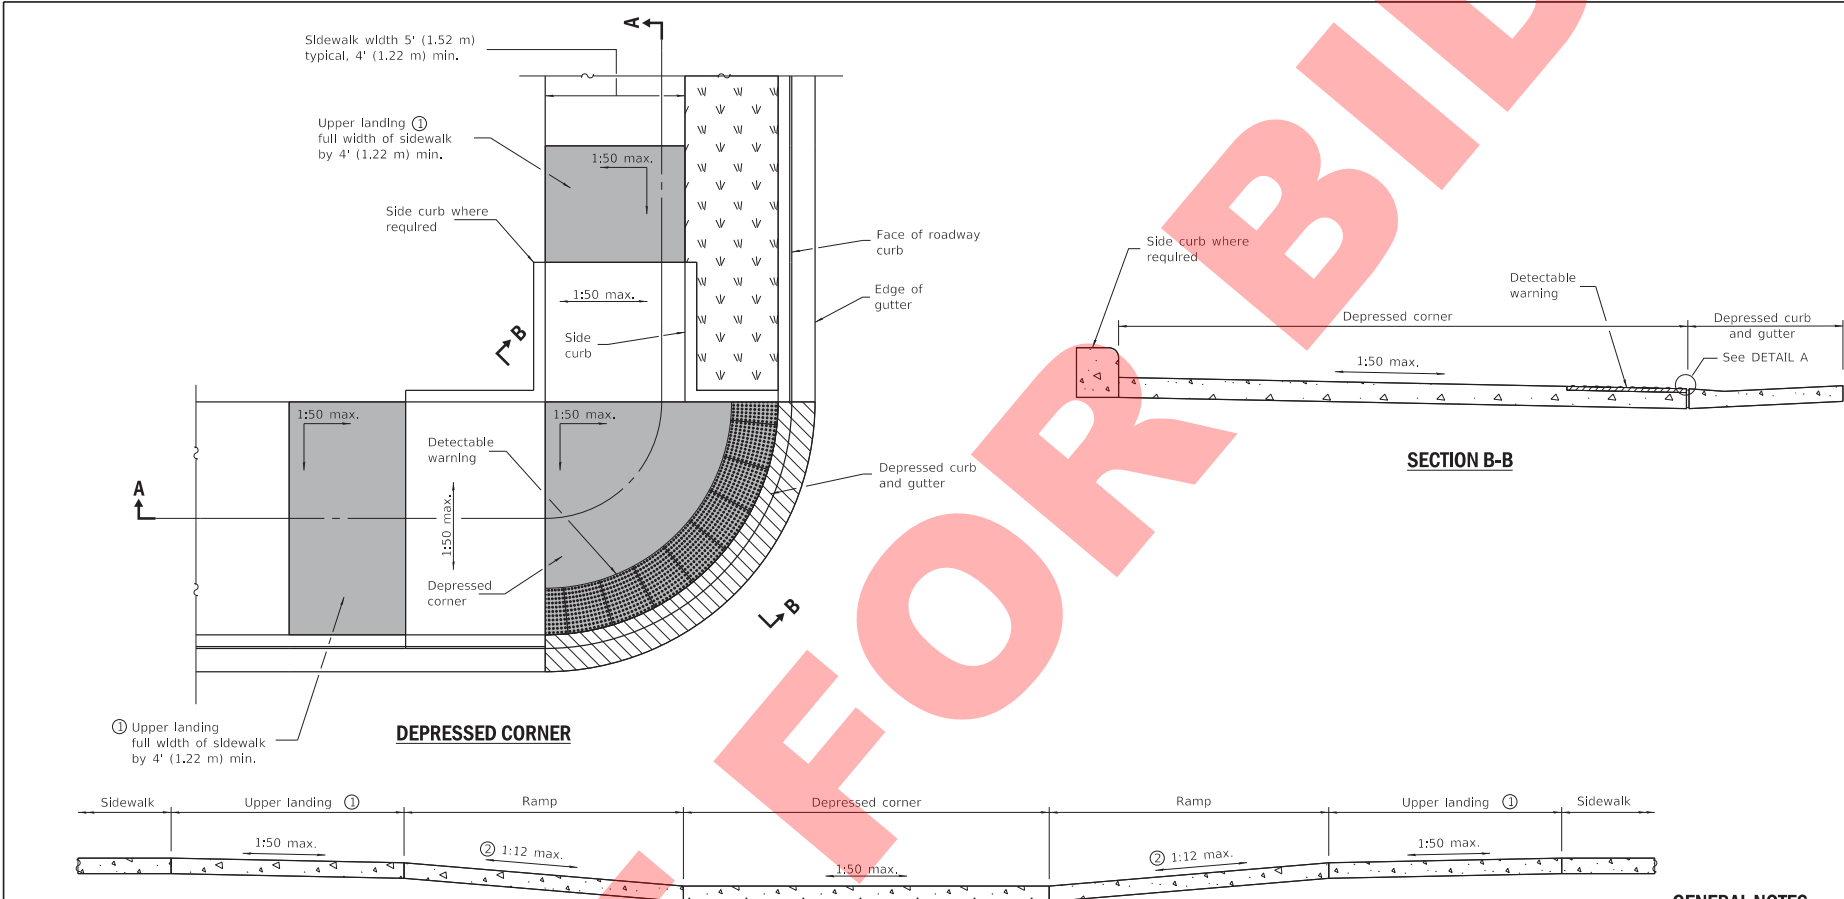 A
Sidewalk width 5' (1.52 m)
typical, 4' (1.22 m) min.
Upper landing ①
full width of sidewalk
by 4' (1.22 m) min.
1:50 max.
Side curb where
required
Face of roadway
curb
Edge of
gutter
1:50 max.
B
Side
curb
1:50 max.
1:50 max.
Detectable
warning
Depressed curb
and gutter
A
1:50 max.
Depressed
corner
B
① Upper landing
full width of sidewalk
by 4' (1.22 m) min.
DEPRESSED CORNER
Side curb where
required
Detectable
warning
Depressed corner
Depressed curb
and gutter
1:50 max.
See DETAIL A
SECTION B-B
Sidewalk
Upper landing ①
Ramp
Depressed corner
Ramp
Upper landing ①
Sidewalk
1:50 max.
② 1:12 max.
1:50 max.
② 1:12 max.
1:50 max.
GENERAL NOTES
FOR BID